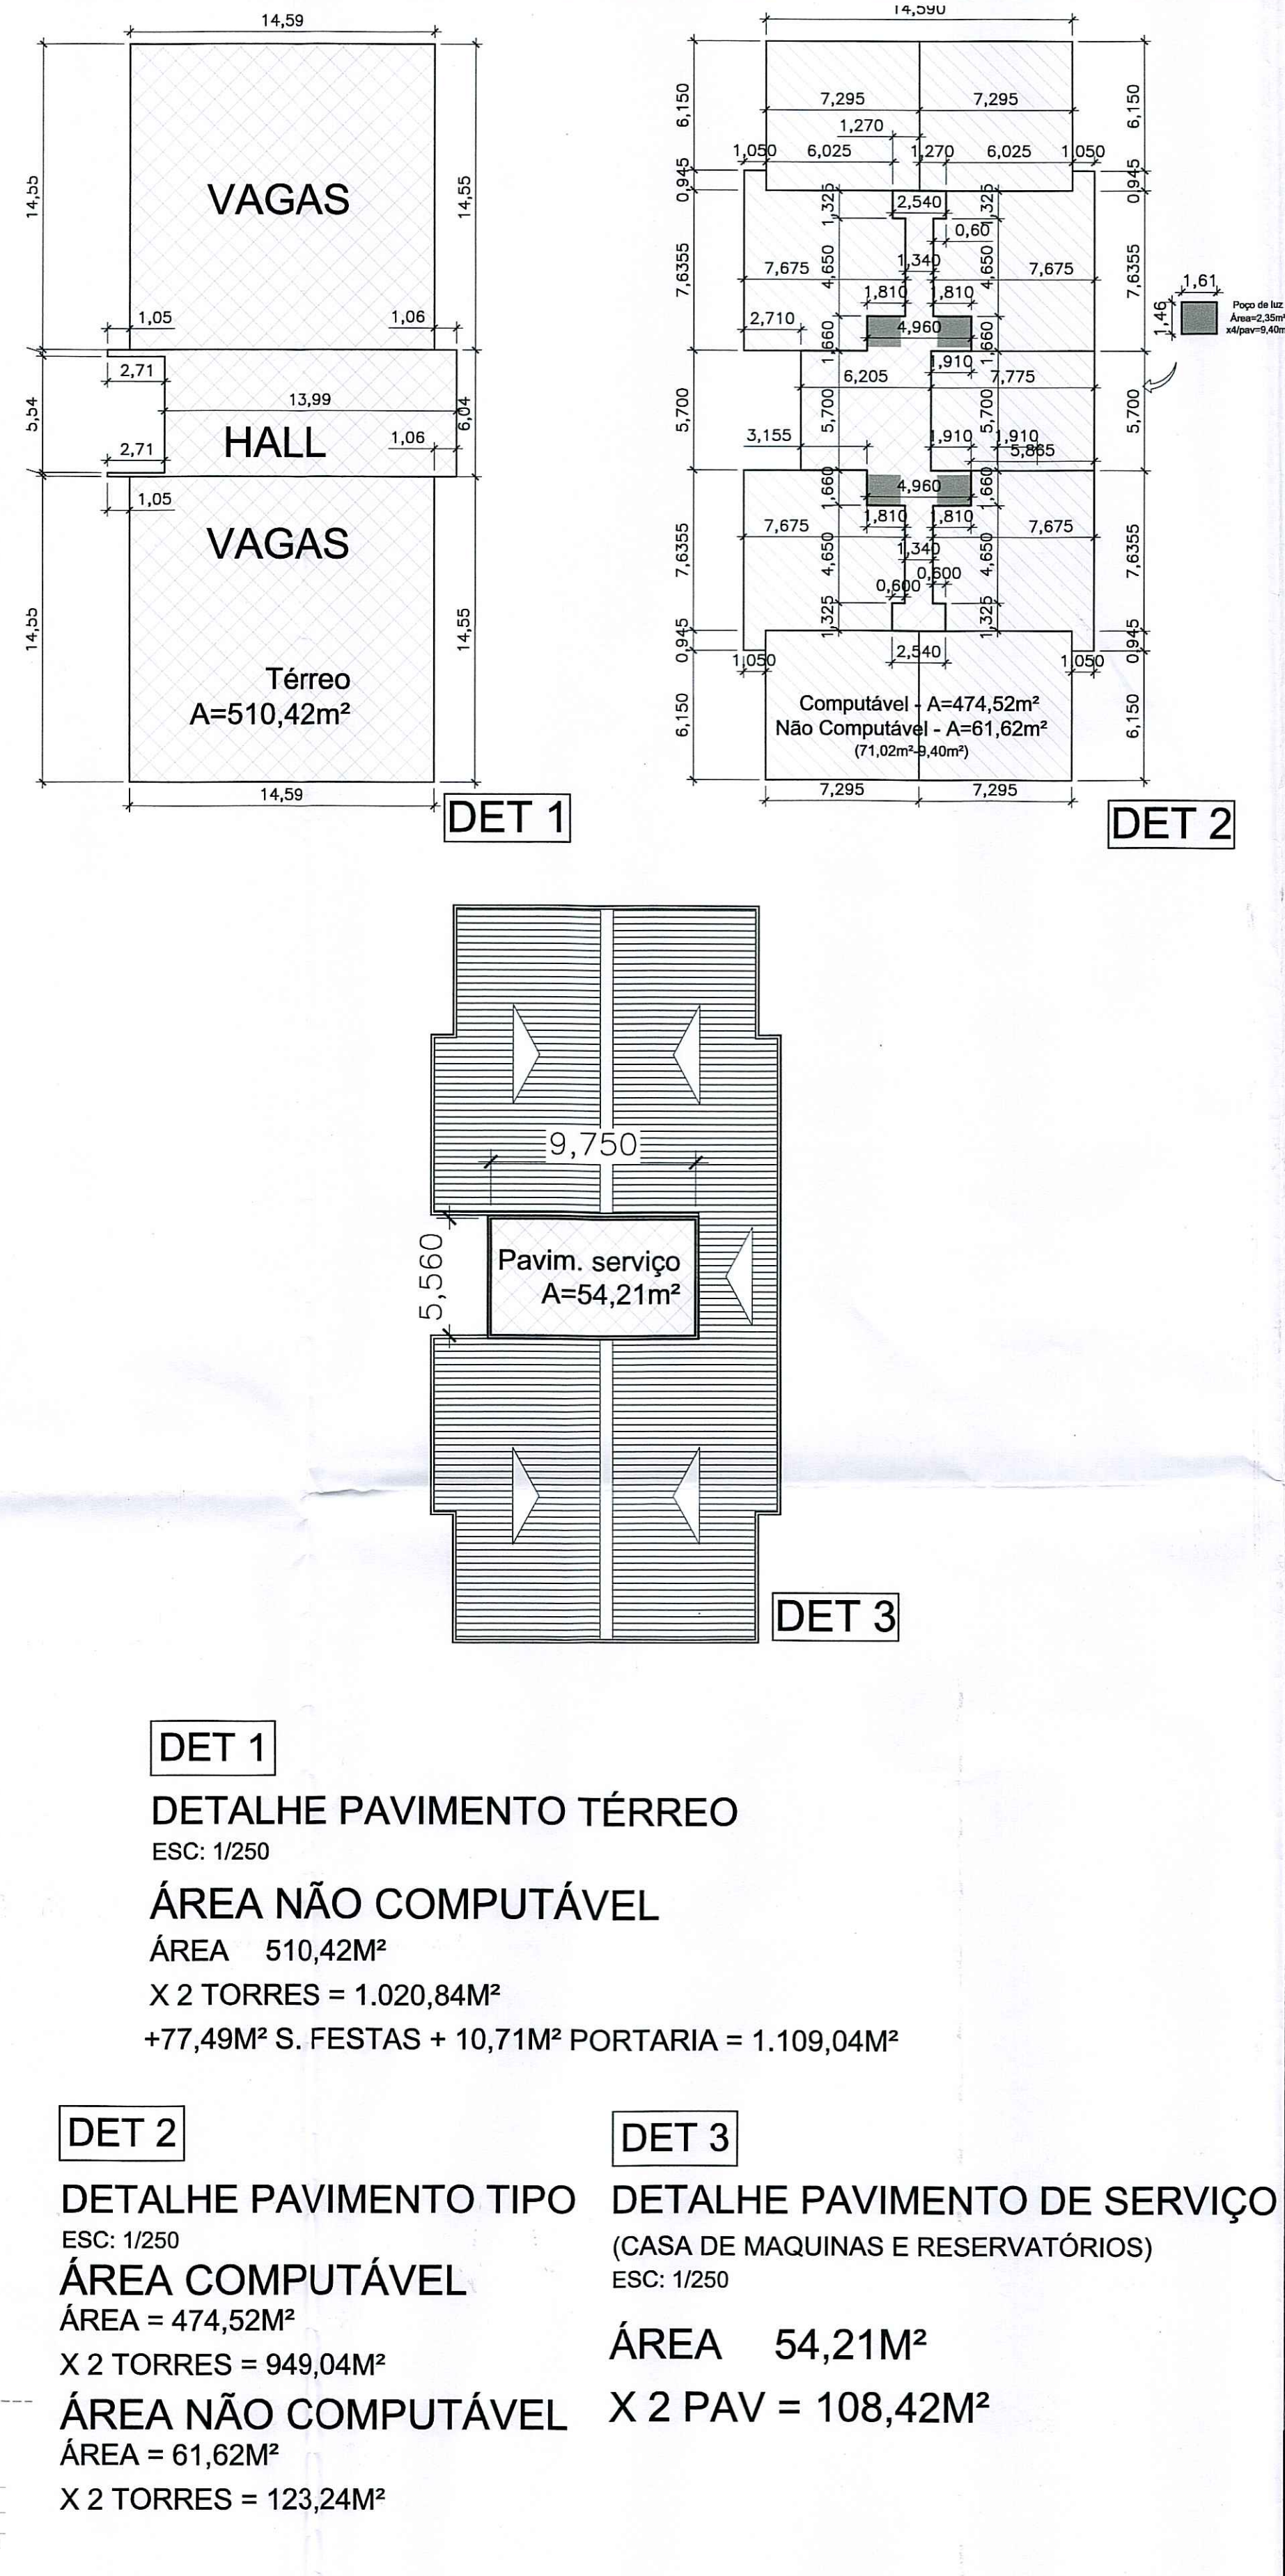 14,59
14,55
14,55
VAGAS
1,05
1,06
2,71
13,99
5,54
6,04
HALL
1,06
2,71
1,05
VAGAS
14,55
14,55
Térreo
A=510,42m²
14,59
DET 1
14,590
6,150
6,150
7,295
7,295
1,270
1,050
6,025
1,270
6,025
1,050
0,945
0,945
1,325
2,540
1,325
0,60
7,6355
4,650
1,340
4,650
7,6355
7,675
7,675
1,810
1,810
2,710
4,960
1,660
1,660
1,61
1,46
Poço de luz
Área=2,35m²
x4/pav=9,40m
1,910
6,205
7,775
5,700
5,700
5,700
5,700
3,155
1,910
1,910
5,865
4,960
1,660
1,660
1,810
1,810
7,675
7,675
7,6355
4,650
1,340
4,650
7,6355
0,600
0,600
1,325
1,325
0,945
0,945
1,050
2,540
1,050
6,150
6,150
Computável - A=474,52m²
Não Computável - A=61,62m²
(71,02m²-9,40m²)
7,295
7,295
DET 2
9,750
5,560
Pavim. serviço
A=54,21m²
DET 3
DET 1
DETALHE PAVIMENTO TÉRREO
ESC: 1/250
ÁREA NÃO COMPUTÁVEL
ÁREA 510,42M²
X 2 TORRES = 1.020,84M²
+77,49M² S. FESTAS + 10,71M² PORTARIA = 1.109,04M²
DET 2
DETALHE PAVIMENTO TIPO
ESC: 1/250
ÁREA COMPUTÁVEL
ÁREA = 474,52M²
X 2 TORRES = 949,04M²
ÁREA NÃO COMPUTÁVEL
ÁREA = 61,62M²
X 2 TORRES = 123,24M²
DET 3
DETALHE PAVIMENTO DE SERVIÇO
(CASA DE MAQUINAS E RESERVATÓRIOS)
ESC: 1/250
ÁREA 54,21M²
X 2 PAV = 108,42M²